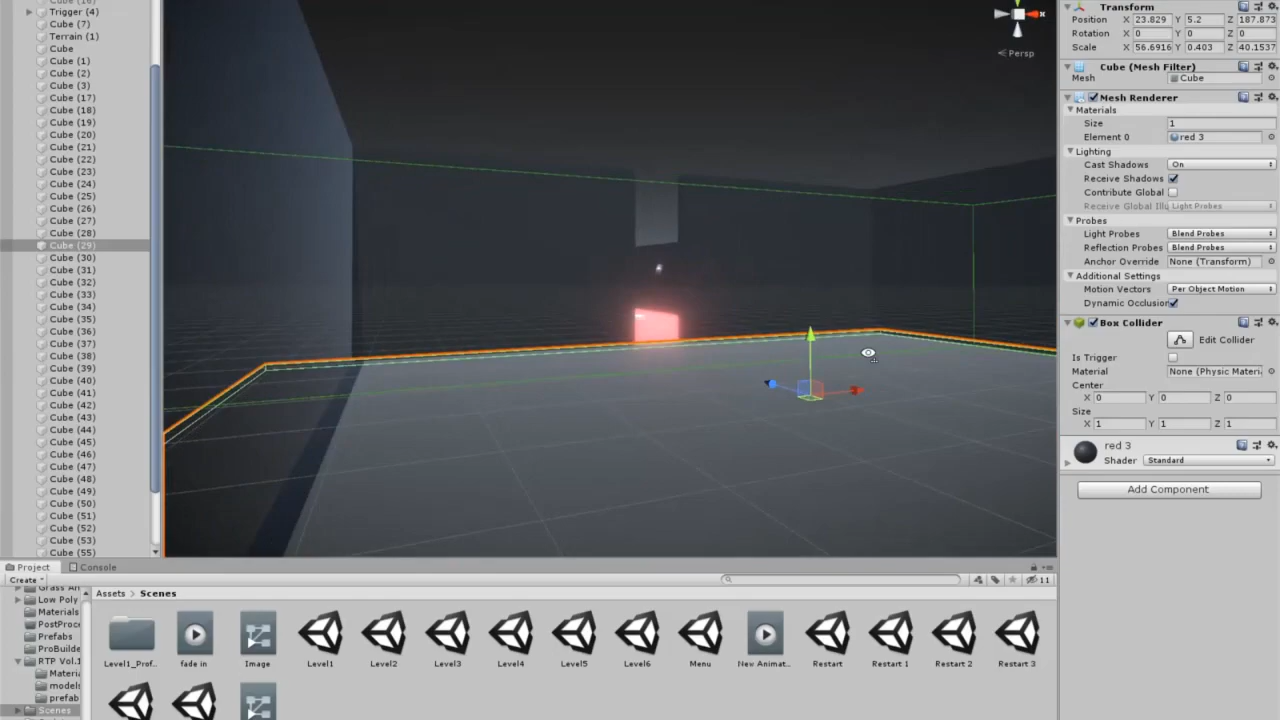 Cube (16)
Trigger (4)
Cube (7)
Terrain (1)
Cube
Cube (1)
Cube (2)
Cube (3)
Cube (17)
Cube (18)
Cube (19)
Cube (20)
Cube (21)
Cube (22)
Cube (23)
Cube (24)
Cube (25)
Cube (26)
Cube (27)
Cube (28)
Cube (29)
Cube (30)
Cube (31)
Cube (32)
Cube (33)
Cube (34)
Cube (35)
Cube (36)
Cube (37)
Cube (38)
Cube (39)
Cube (40)
Cube (41)
Cube (42)
Cube (43)
Cube (44)
Cube (45)
Cube (46)
Cube (47)
Cube (48)
Cube (49)
Cube (50)
Cube (51)
Cube (52)
Cube (53)
Cube (55)
x
Persp
Transform
Position X 23.829 Y 5.2 Z 187.873
Rotation X 0 Y 0 Z 0
Scale X 56.6916 Y 0.403 Z 40.1537
Cube (Mesh Filter)
Mesh Cube
Mesh Renderer
Materials
Size 1
Element 0 red 3
Lighting
Cast Shadows On
Receive Shadows
Contribute Global
Receive Global Illu Light Probes
Probes
Light Probes Blend Probes
Reflection Probes Blend Probes
Anchor Override None (Transform)
Additional Settings
Motion Vectors Per Object Motion
Dynamic Occlusion
Box Collider
Edit Collider
Is Trigger
Material None (Physic Materi
Center
X 0 Y 0 Z 0
Size
X 1 Y 1 Z 1
red 3
Shader Standard
Add Component
Project Console
Create 11
Grass An
Low Poly
Materials
PostProce
Prefabs
ProBuilde
RTP Vol.1
Materia
models
prefab
Scenes
Assets Scenes
Level1_Prof... fade in Image Level1 Level2 Level3 Level4 Level5 Level6 Menu New Animat... Restart Restart 1 Restart 2 Restart 3